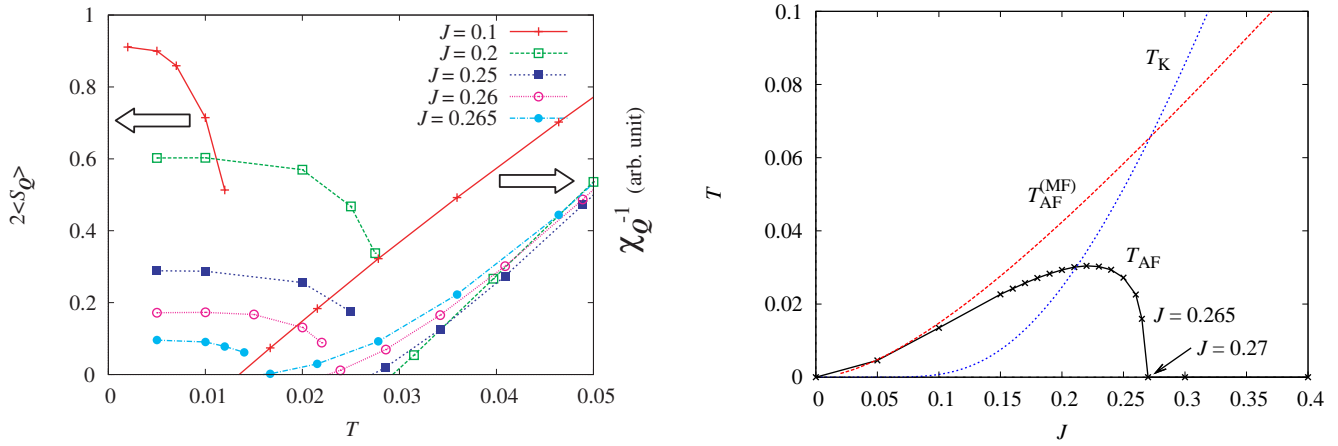 1
0.8
0.6
0.4
0.2
0
2<S_Q>
0
0.01
0.02
0.03
0.04
0.05
T
J = 0.1
J = 0.2
J = 0.25
J = 0.26
J = 0.265
χ_Q^-1 (arb. unit)
0.1
0.08
0.06
0.04
0.02
0
T
0
0.05
0.1
0.15
0.2
0.25
0.3
0.35
0.4
J
T_K
T_AF^(MF)
T_AF
J = 0.265
J = 0.27